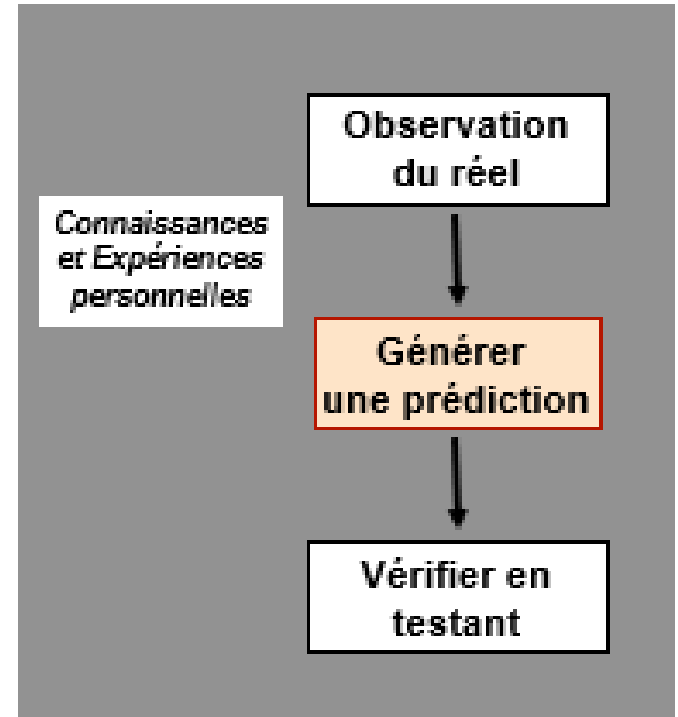 Observation
du réel
Connaissances
et Expériences
personnelles
Générer
une prédiction
Vérifier en
testant